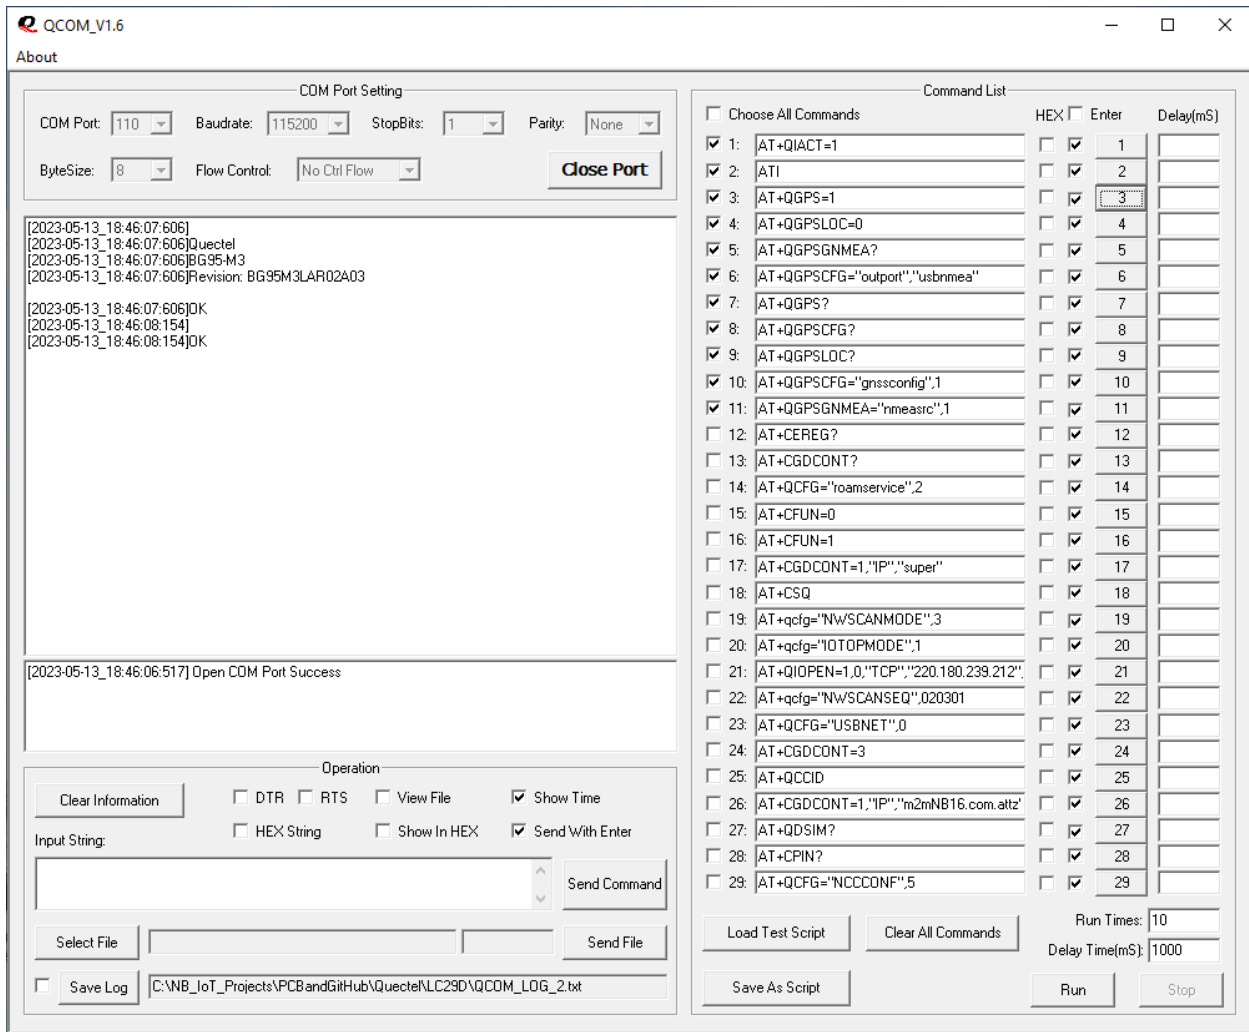 QCOM_V1.6
About
COM Port Setting
COM Port: 110 Baudrate: 115200 StopBits: 1 Parity: None
ByteSize: 8 Flow Control: No Ctrl Flow Close Port
[2023-05-13_18:46:07:606]
[2023-05-13_18:46:07:606]Quectel
[2023-05-13_18:46:07:606]BG95-M3
[2023-05-13_18:46:07:606]Revision: BG95M3LAR02A03
[2023-05-13_18:46:07:606]OK
[2023-05-13_18:46:08:154]
[2023-05-13_18:46:08:154]OK
[2023-05-13_18:46:06:517] Open COM Port Success
Operation
Clear Information DTR RTS View File Show Time
HEX String Show In HEX Send With Enter
Input String:
Send Command
Select File Send File
Save Log C:\NB_IoT_Projects\PCBandGitHub\Quectel\LC29D\QCOM_LOG_2.txt
Command List
Choose All Commands HEX Enter Delay(mS)
1: AT+QIACT=1 1
2: ATI 2
3: AT+QGPS=1 3
4: AT+QGPSLOC=0 4
5: AT+QGPSGNMEA? 5
6: AT+QGPSCFG="outport","usbnmea" 6
7: AT+QGPS? 7
8: AT+QGPSCFG? 8
9: AT+QGPSLOC? 9
10: AT+QGPSCFG="gnssconfig",1 10
11: AT+QGPSGNMEA="nmeasrc",1 11
12: AT+CEREG? 12
13: AT+CGDCONT? 13
14: AT+QCFG="roamservice",2 14
15: AT+CFUN=0 15
16: AT+CFUN=1 16
17: AT+CGDCONT=1,"IP","super" 17
18: AT+CSQ 18
19: AT+qcfg="NWSCANMODE",3 19
20: AT+qcfg="IOTOPMODE",1 20
21: AT+QIOPEN=1,0,"TCP","220.180.239.212", 21
22: AT+qcfg="NWSCANSEQ",020301 22
23: AT+QCFG="USBNET",0 23
24: AT+CGDCONT=3 24
25: AT+QCCID 25
26: AT+CGDCONT=1,"IP","m2mNB16.com.attz' 26
27: AT+QDSIM? 27
28: AT+CPIN? 28
29: AT+QCFG="NCCCONF",5 29
Load Test Script Clear All Commands Run Times: 10
Delay Time(mS): 1000
Save As Script Run Stop